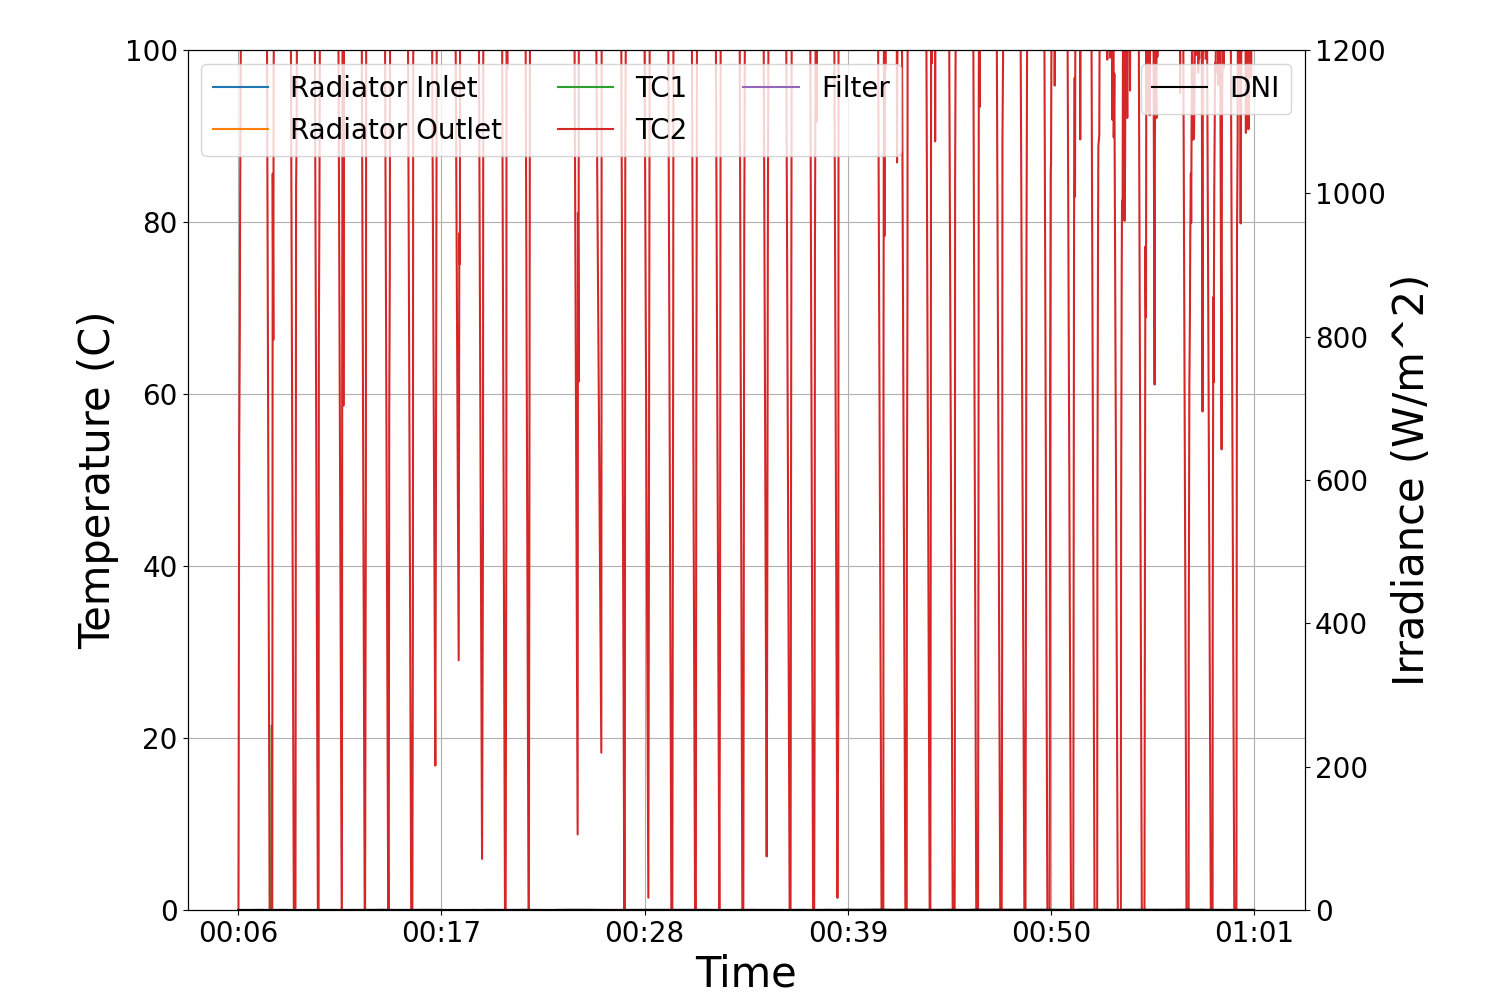 100
80
60
40
20
0
Temperature (C)
Radiator Inlet
Radiator Outlet
TC1
TC2
Filter
DNI
1200
1000
800
600
400
200
0
Irradiance (W/m^2)
00:06 00:17 00:28 00:39 00:50 01:01
Time